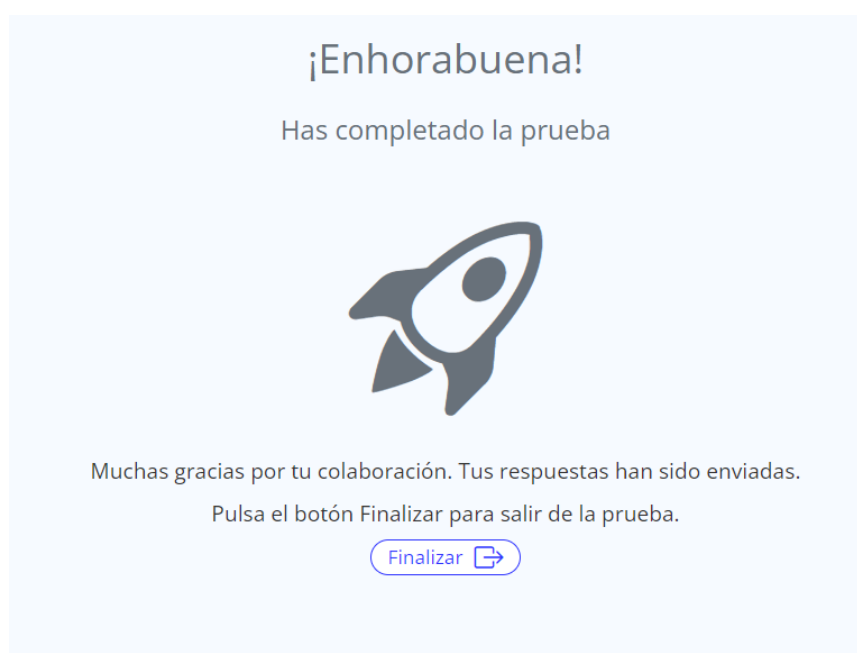 ¡Enhorabuena!
Has completado la prueba
Muchas gracias por tu colaboración. Tus respuestas han sido enviadas.
Pulsa el botón Finalizar para salir de la prueba.
Finalizar